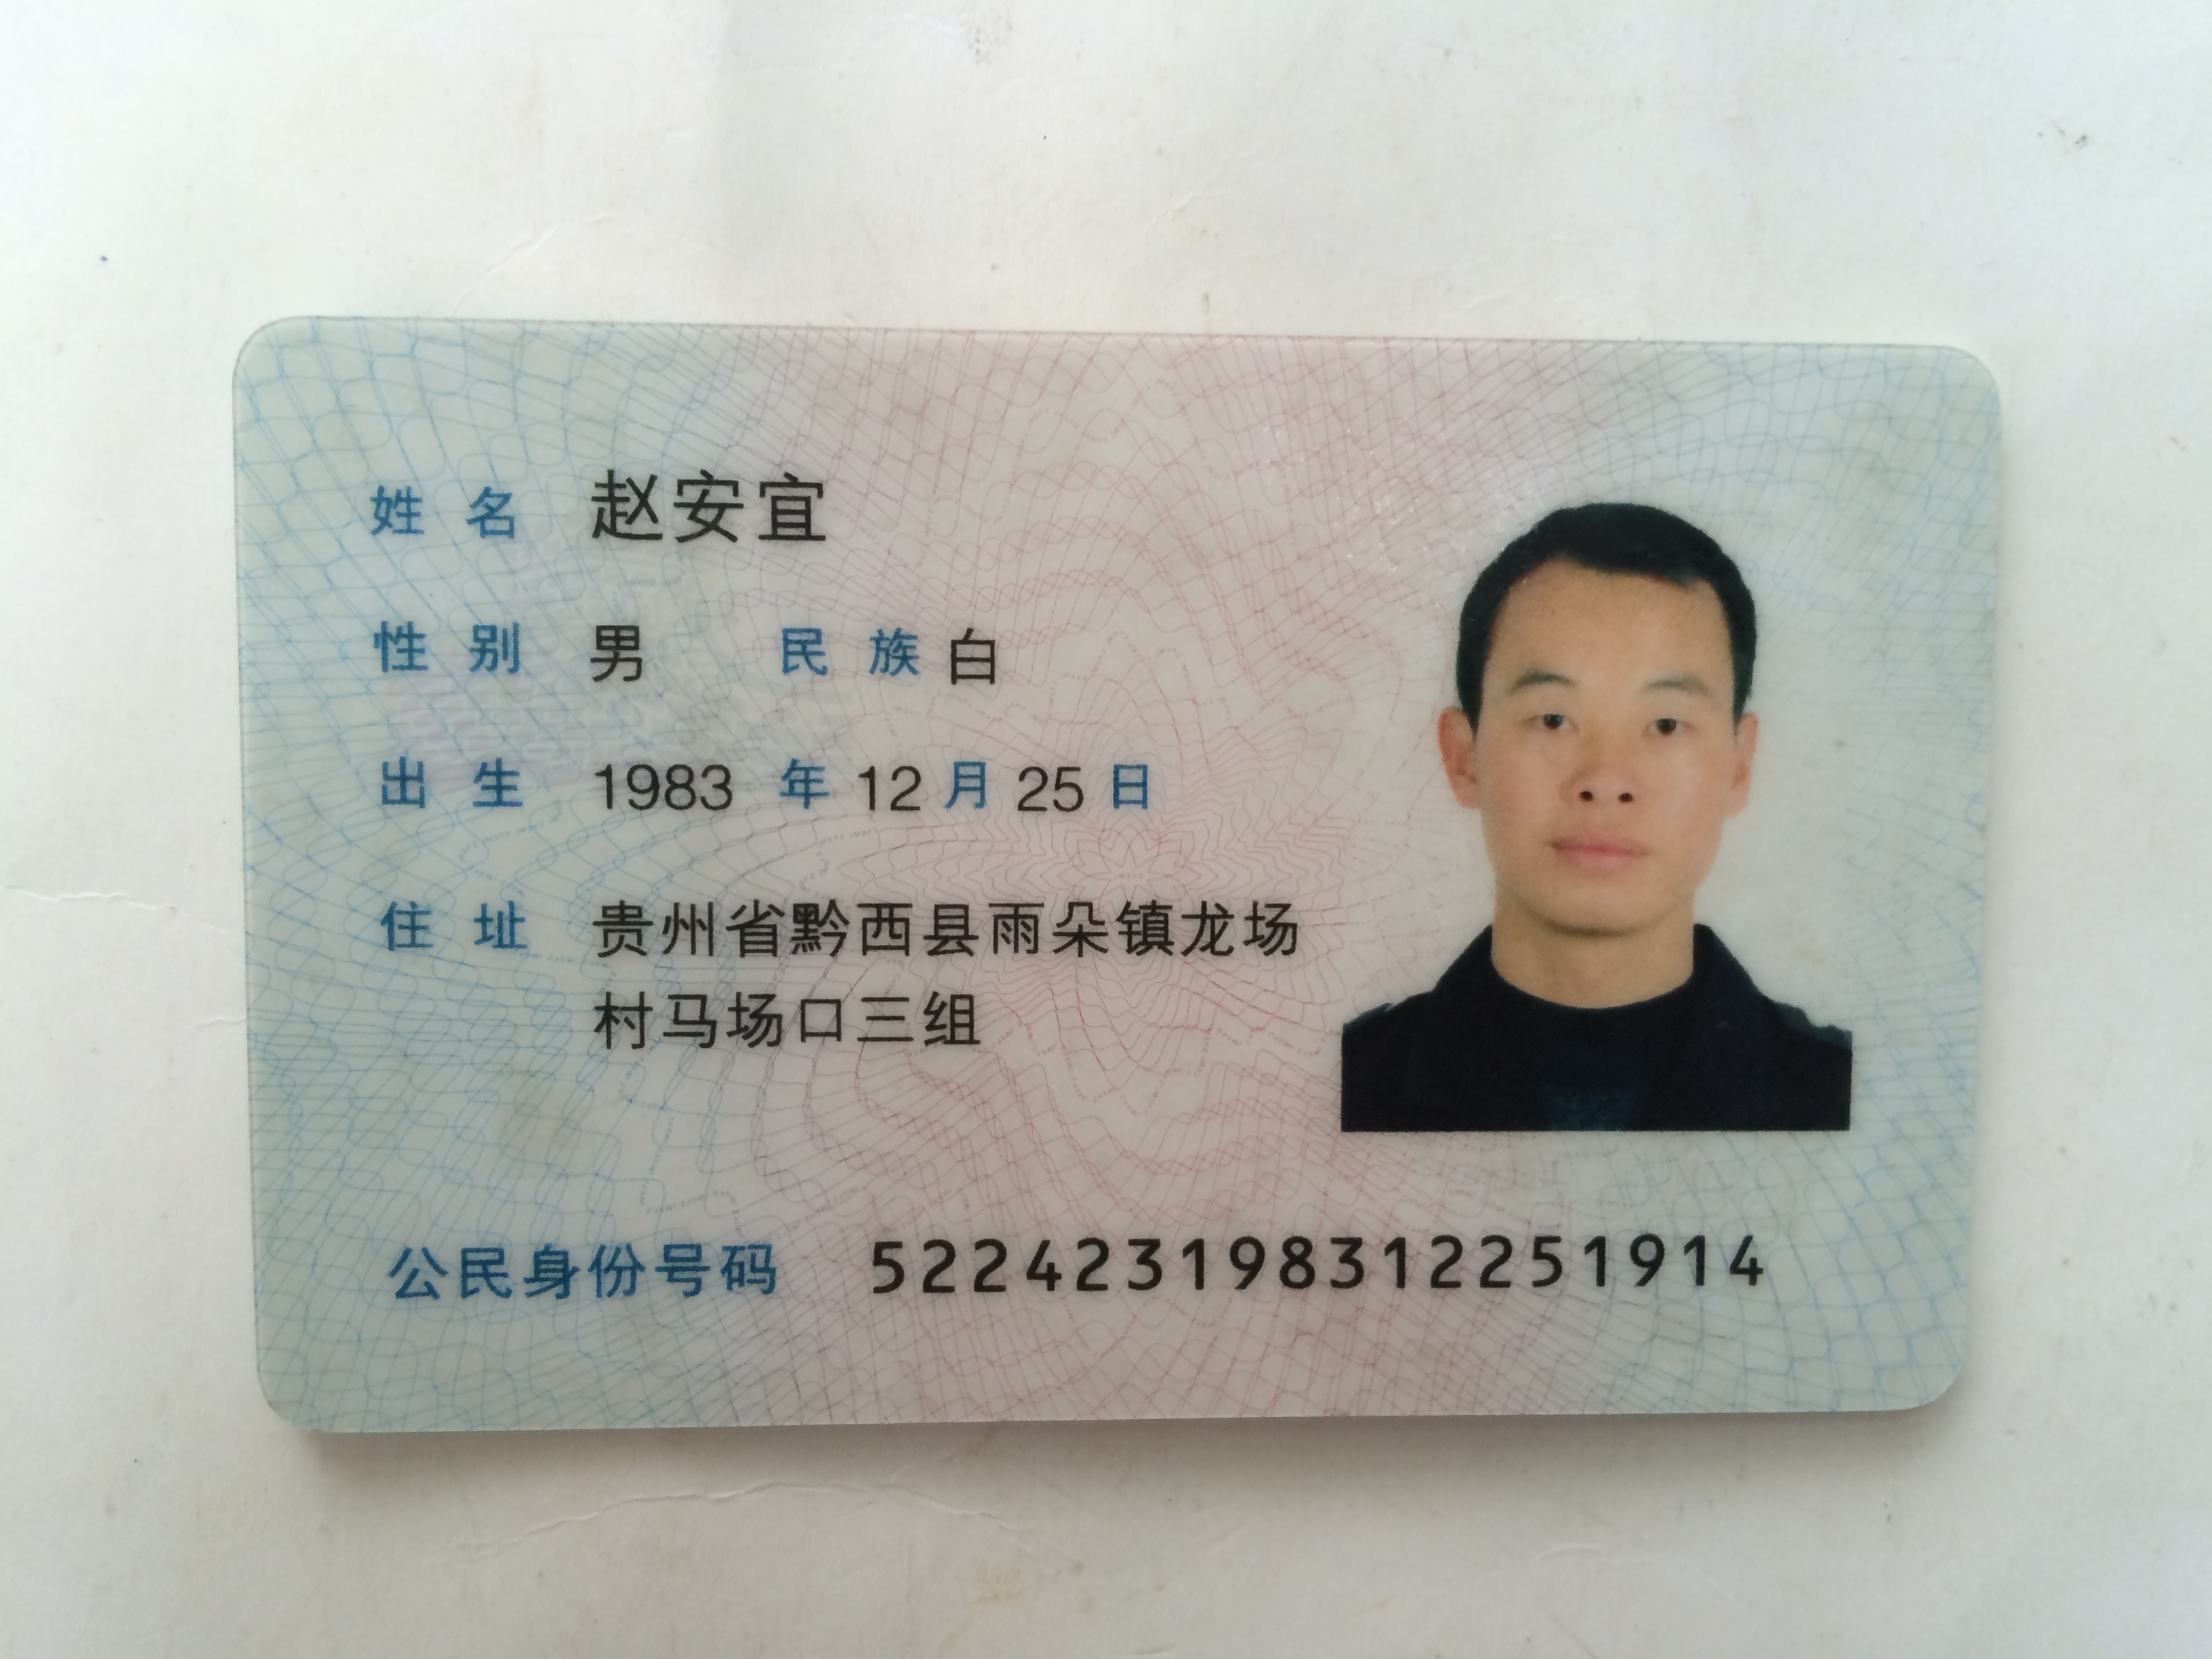 姓名 赵安宜
性别 男 民族 白
出生 1983 年 12 月 25 日
住址 贵州省黔西县雨朵镇龙场
村马场口三组
公民身份号码 522423198312251914